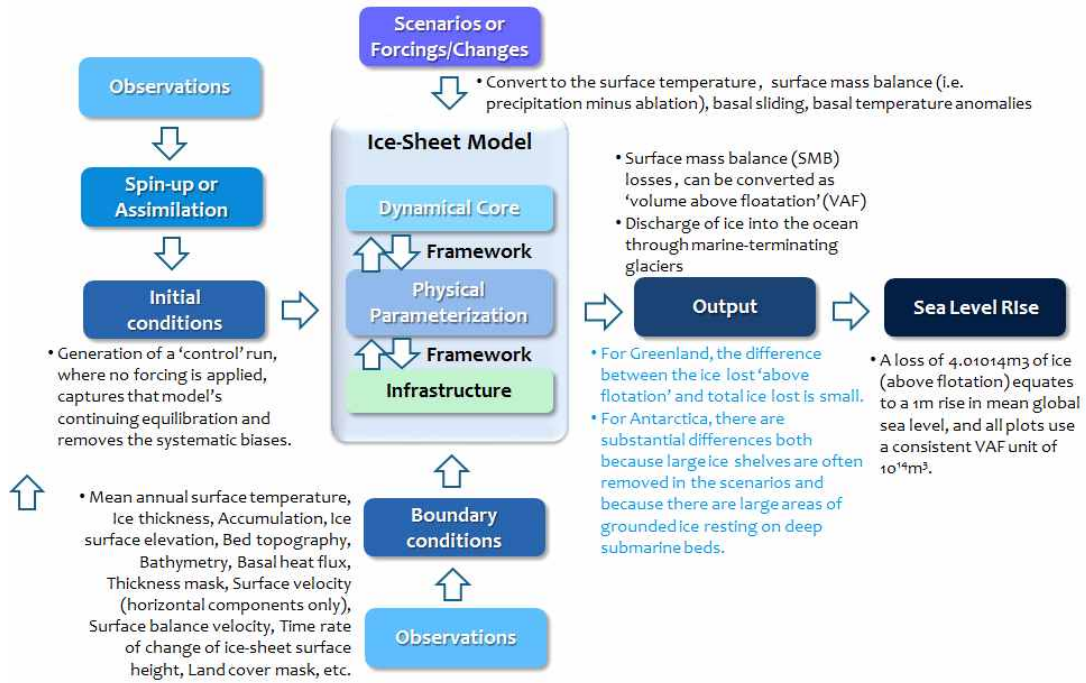 Scenarios or
Forcings/Changes
Observations
• Convert to the surface temperature, surface mass balance (i.e.
precipitation minus ablation), basal sliding, basal temperature anomalies
Spin-up or
Assimilation
Initial
conditions
• Generation of a 'control' run,
where no forcing is applied,
captures that model's
continuing equilibration and
removes the systematic biases.
Ice-Sheet Model
Dynamical Core
Framework
Physical
Parameterization
Framework
Infrastructure
• Surface mass balance (SMB)
losses, can be converted as
'volume above floatation' (VAF)
• Discharge of ice into the ocean
through marine-terminating
glaciers
Output
• For Greenland, the difference
between the ice lost 'above
flotation' and total ice lost is small.
• For Antarctica, there are
substantial differences both
because large ice shelves are often
removed in the scenarios and
because there are large areas of
grounded ice resting on deep
submarine beds.
Sea Level RIse
• A loss of 4.01014m3 of ice
(above flotation) equates
to a 1m rise in mean global
sea level, and all plots use
a consistent VAF unit of
10¹⁴m³.
• Mean annual surface temperature,
Ice thickness, Accumulation, Ice
surface elevation, Bed topography,
Bathymetry, Basal heat flux,
Thickness mask, Surface velocity
(horizontal components only),
Surface balance velocity, Time rate
of change of ice-sheet surface
height, Land cover mask, etc.
Boundary
conditions
Observations